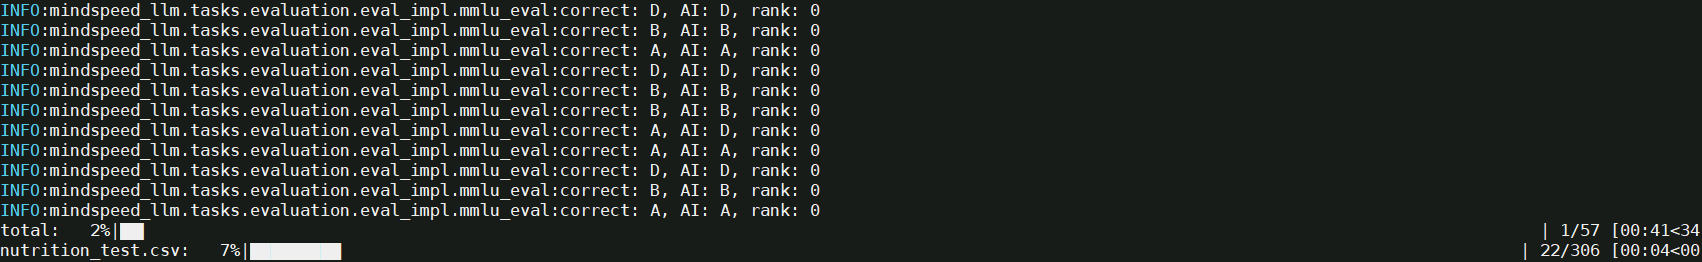 INFO:mindspeed_llm.tasks.evaluation.eval_impl.mmlu_eval:correct: D, AI: D, rank: 0
INFO:mindspeed_llm.tasks.evaluation.eval_impl.mmlu_eval:correct: B, AI: B, rank: 0
INFO:mindspeed_llm.tasks.evaluation.eval_impl.mmlu_eval:correct: A, AI: A, rank: 0
INFO:mindspeed_llm.tasks.evaluation.eval_impl.mmlu_eval:correct: D, AI: D, rank: 0
INFO:mindspeed_llm.tasks.evaluation.eval_impl.mmlu_eval:correct: B, AI: B, rank: 0
INFO:mindspeed_llm.tasks.evaluation.eval_impl.mmlu_eval:correct: B, AI: B, rank: 0
INFO:mindspeed_llm.tasks.evaluation.eval_impl.mmlu_eval:correct: A, AI: D, rank: 0
INFO:mindspeed_llm.tasks.evaluation.eval_impl.mmlu_eval:correct: A, AI: A, rank: 0
INFO:mindspeed_llm.tasks.evaluation.eval_impl.mmlu_eval:correct: D, AI: D, rank: 0
INFO:mindspeed_llm.tasks.evaluation.eval_impl.mmlu_eval:correct: B, AI: B, rank: 0
INFO:mindspeed_llm.tasks.evaluation.eval_impl.mmlu_eval:correct: A, AI: A, rank: 0
total:   2%| | 1/57 [00:41<34
nutrition_test.csv:   7%| | 22/306 [00:04<00